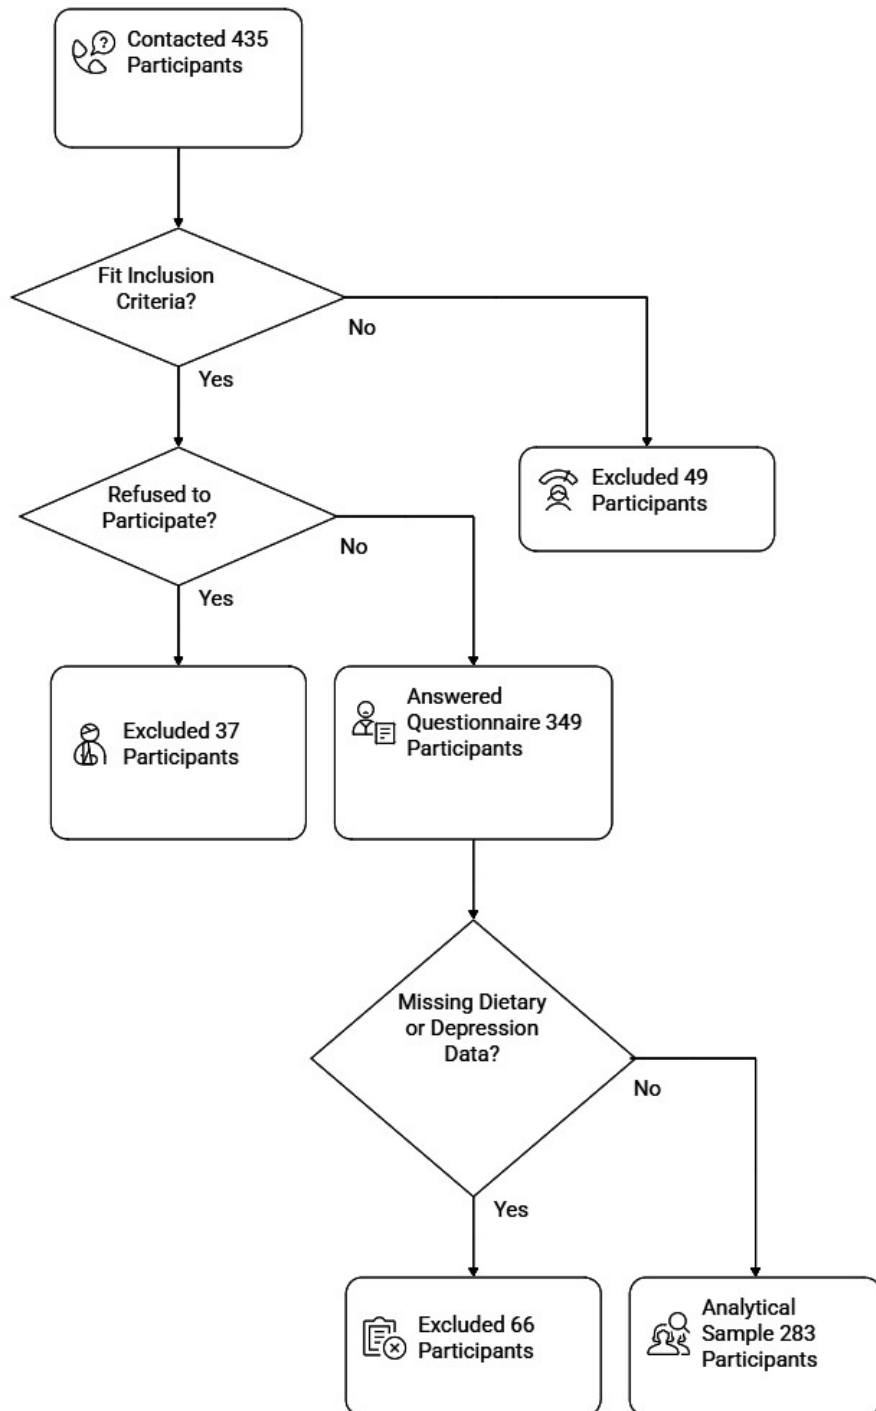 Contacted 435
Participants
?
Fit Inclusion
Criteria?
No
Yes
Excluded 49
Participants
Refused to
Participate?
No
Yes
Excluded 37
Participants
Answered
Questionnaire 349
Participants
Missing Dietary
or Depression
Data?
No
Yes
Excluded 66
Participants
Analytical
Sample 283
Participants